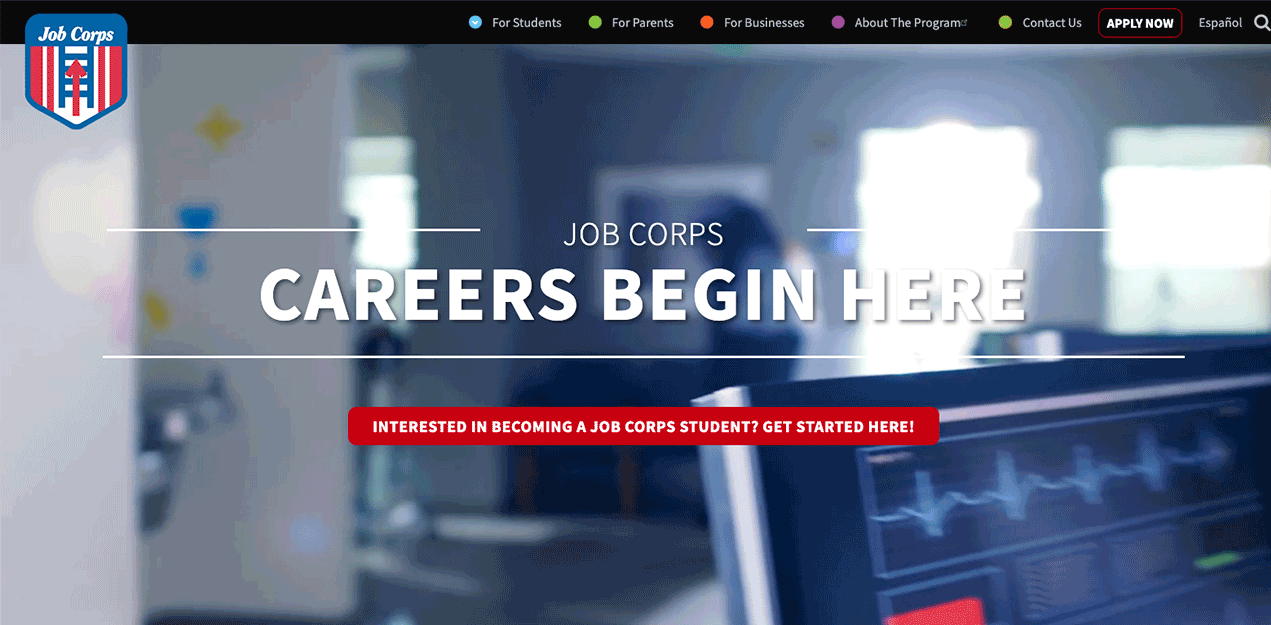 Job Corps
For Students
For Parents
For Businesses
About The Program
Contact Us
APPLY NOW
Español
JOB CORPS
CAREERS BEGIN HERE
INTERESTED IN BECOMING A JOB CORPS STUDENT? GET STARTED HERE!